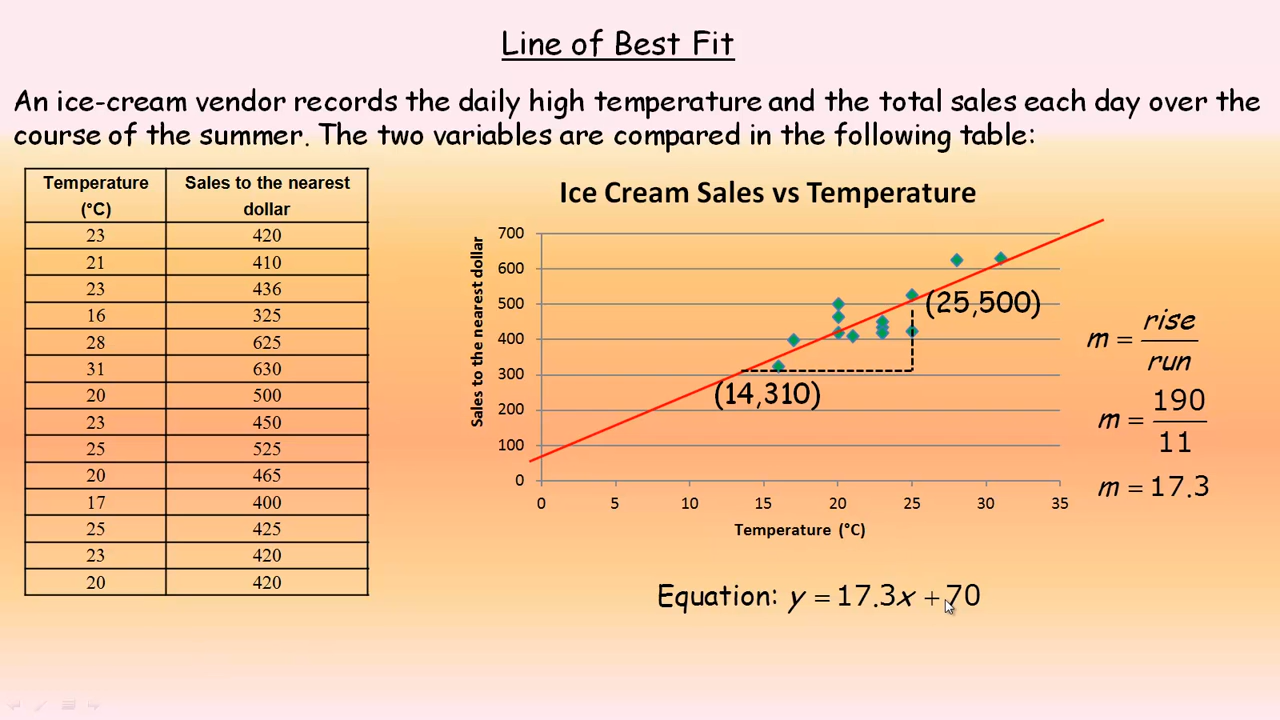 Line of Best Fit
An ice-cream vendor records the daily high temperature and the total sales each day over the
course of the summer. The two variables are compared in the following table:
Temperature (°C) Sales to the nearest dollar
23 420
21 410
23 436
16 325
28 625
31 630
20 500
23 450
25 525
20 465
17 400
25 425
23 420
20 420
Ice Cream Sales vs Temperature
Sales to the nearest dollar
700
600
500
400
300
200
100
0
0 5 10 15 20 25 30 35
Temperature (°C)
(25,500)
(14,310)
m = rise/run
m = 190/11
m = 17.3
Equation: y = 17.3x + 70